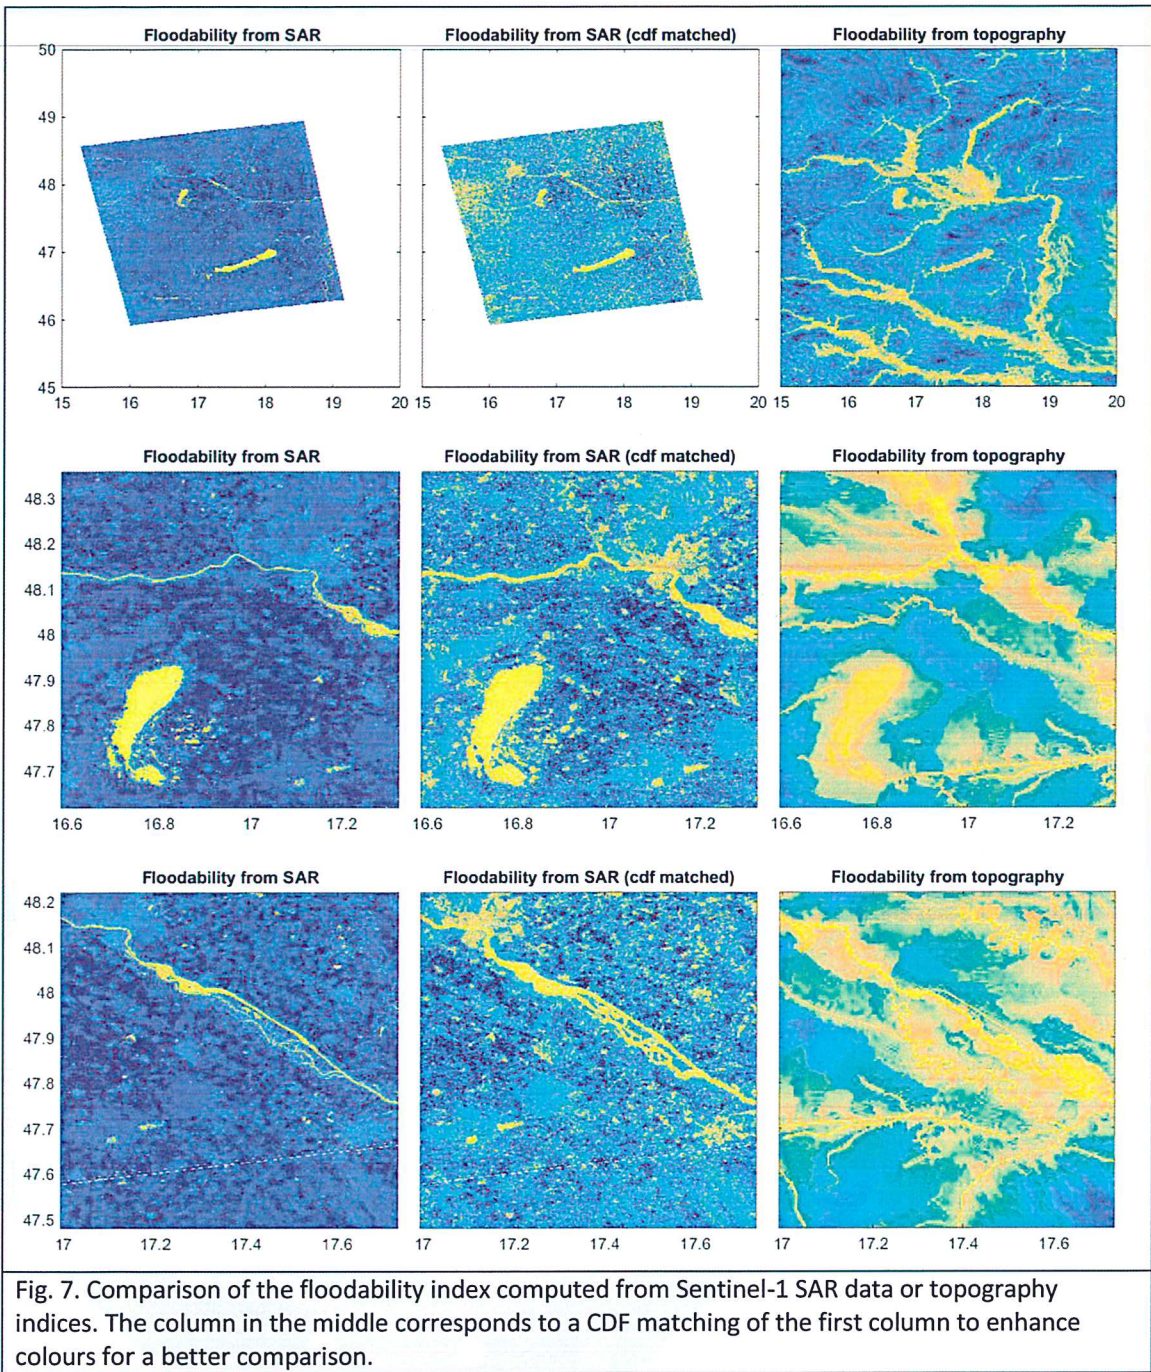 Floodability from SAR
Floodability from SAR (cdf matched)
Floodability from topography
50
49
48
47
46
45
15 16 17 18 19 20
15 16 17 18 19 20
15 16 17 18 19 20
Floodability from SAR
Floodability from SAR (cdf matched)
Floodability from topography
48.3
48.2
48.1
48
47.9
47.8
47.7
16.6 16.8 17 17.2
16.6 16.8 17 17.2
16.6 16.8 17 17.2
Floodability from SAR
Floodability from SAR (cdf matched)
Floodability from topography
48.2
48.1
48
47.9
47.8
47.7
47.6
47.5
17 17.2 17.4 17.6
17 17.2 17.4 17.6
17 17.2 17.4 17.6
Fig. 7. Comparison of the floodability index computed from Sentinel-1 SAR data or topography
indices. The column in the middle corresponds to a CDF matching of the first column to enhance
colours for a better comparison.